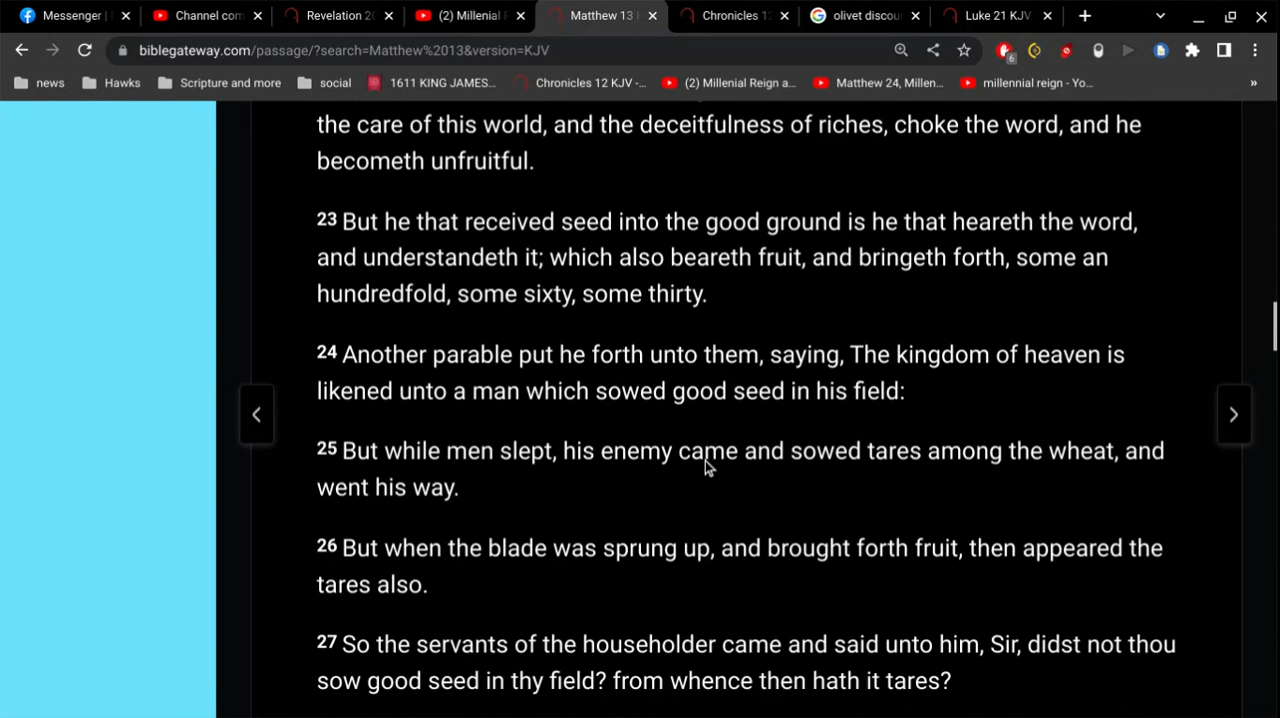 Messenger |
Channel com
Revelation 20
(2) Millenial R
Matthew 13 K
Chronicles 12
olivet discou
Luke 21 KJV
biblegateway.com/passage/?search=Matthew%2013&version=KJV
6
news
Hawks
Scripture and more
social
1611 KING JAMES...
Chronicles 12 KJV -...
(2) Millenial Reign a...
Matthew 24, Millen...
millennial reign - Yo...
»
the care of this world, and the deceitfulness of riches, choke the word, and he
becometh unfruitful.
23 But he that received seed into the good ground is he that heareth the word,
and understandeth it; which also beareth fruit, and bringeth forth, some an
hundredfold, some sixty, some thirty.
24 Another parable put he forth unto them, saying, The kingdom of heaven is
likened unto a man which sowed good seed in his field:
25 But while men slept, his enemy came and sowed tares among the wheat, and
went his way.
26 But when the blade was sprung up, and brought forth fruit, then appeared the
tares also.
27 So the servants of the householder came and said unto him, Sir, didst not thou
sow good seed in thy field? from whence then hath it tares?